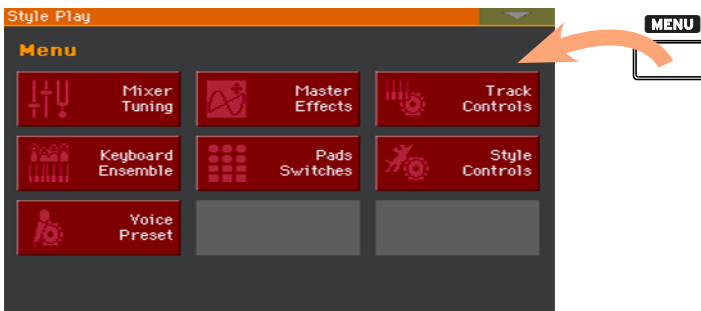 Style Play
MENU
Menu
Mixer
Tuning
Master
Effects
Track
Controls
Keyboard
Ensemble
Pads
Switches
Style
Controls
Voice
Preset